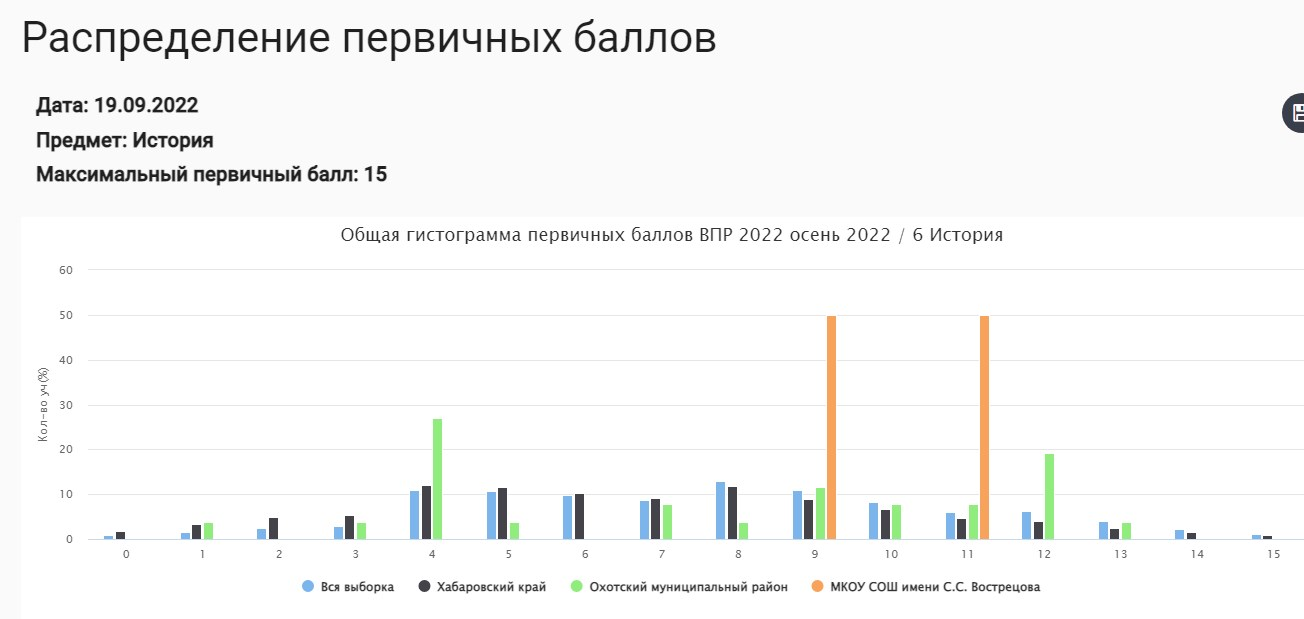 Распределение первичных баллов
Дата: 19.09.2022
Предмет: История
Максимальный первичный балл: 15
Общая гистограмма первичных баллов ВПР 2022 осень 2022 / 6 История
60
50
40
30
20
10
0
Кол-во уч(%)
0 1 2 3 4 5 6 7 8 9 10 11 12 13 14 15
Вся выборка Хабаровский край Охотский муниципальный район МКОУ СОШ имени С.С. Вострецова